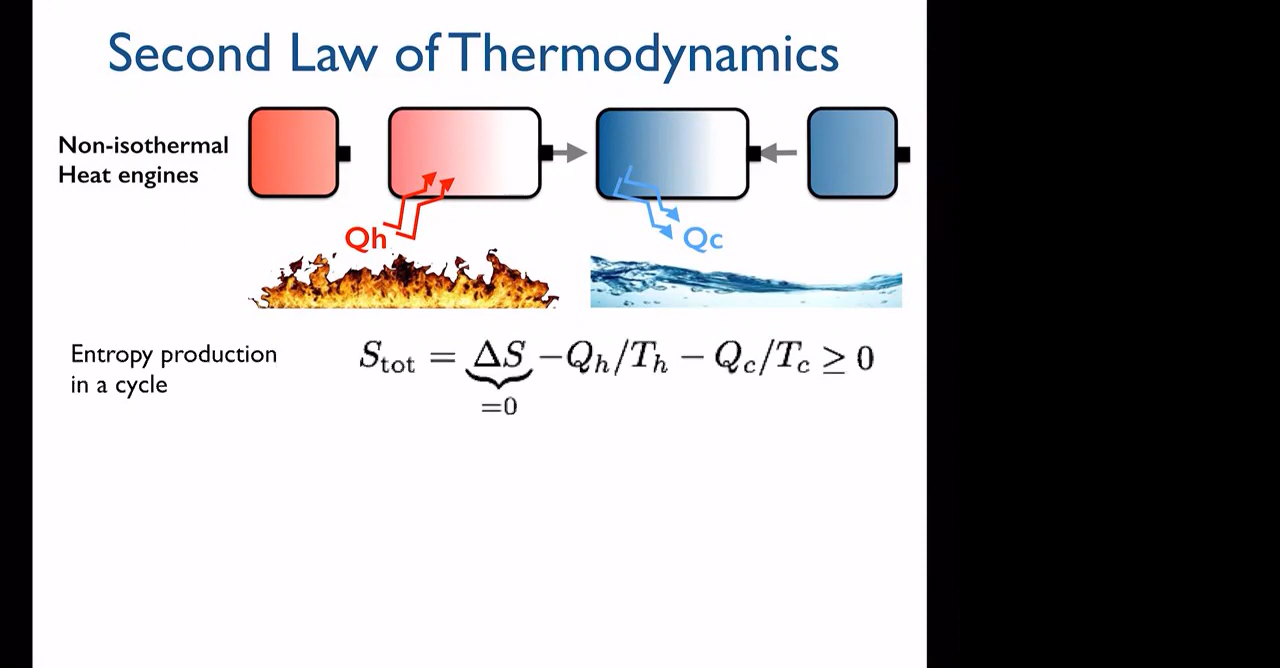 Second Law of Thermodynamics
Non-isothermal
Heat engines
Qh
Qc
Entropy production
in a cycle
S_tot = ΔS −Q_h/T_h − Q_c/T_c ≥ 0
=0